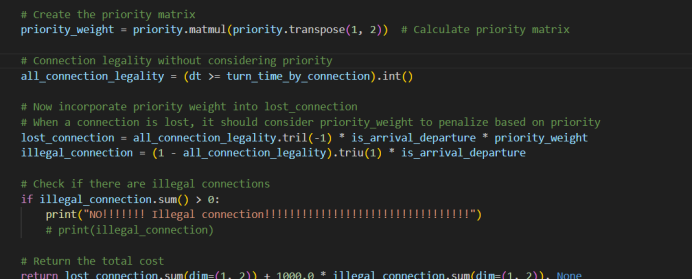 # Create the priority matrix
priority_weight = priority.matmul(priority.transpose(1, 2))  # Calculate priority matrix
# Connection legality without considering priority
all_connection_legality = (dt >= turn_time_by_connection).int()
# Now incorporate priority weight into lost_connection
# When a connection is lost, it should consider priority_weight to penalize based on priority
lost_connection = all_connection_legality.tril(-1) * is_arrival_departure * priority_weight
illegal_connection = (1 - all_connection_legality).triu(1) * is_arrival_departure
# Check if there are illegal connections
if illegal_connection.sum() > 0:
print("NO!!!!!!! Illegal connection!!!!!!!!!!!!!!!!!!!!!!!!!!!!!!!!!")
# print(illegal_connection)
# Return the total cost
return lost_connection.sum(dim=(1, 2)) + 1000.0 * illegal_connection.sum(dim=(1, 2)), None